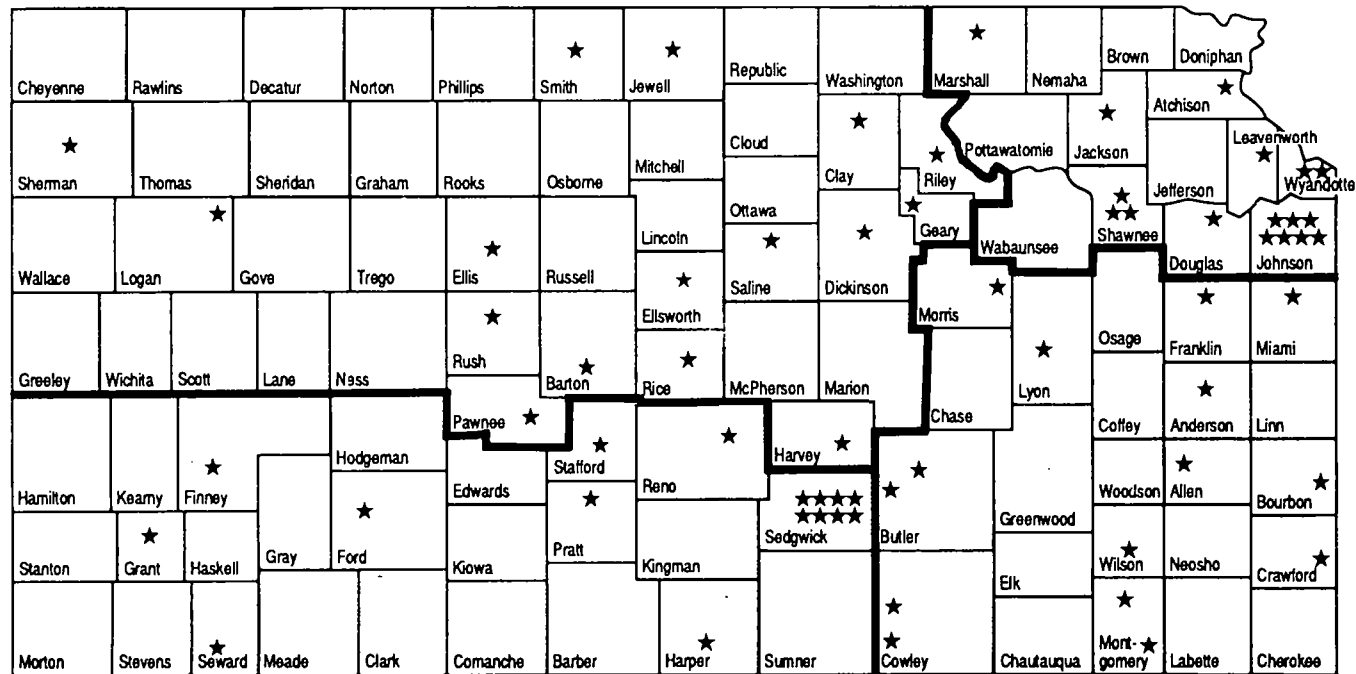 Cheyenne
Rawlins
Decatur
Norton
Phillips
Smith
Jewell
Republic
Washington
Marshall
Nemaha
Brown
Doniphan
Atchison
Sherman
Thomas
Sheridan
Graham
Rooks
Osborne
Mitchell
Cloud
Clay
Riley
Pottawatomie
Jackson
Jefferson
Leavenworth
Wyandotte
Wallace
Logan
Gove
Trego
Ellis
Russell
Lincoln
Ottawa
Saline
Dickinson
Geary
Wabaunsee
Shawnee
Douglas
Johnson
Greeley
Wichita
Scott
Lane
Ness
Rush
Barton
Ellsworth
Rice
McPherson
Marion
Morris
Chase
Lyon
Osage
Franklin
Miami
Hamilton
Kearny
Finney
Hodgeman
Pawnee
Edwards
Stafford
Reno
Harvey
Coffey
Anderson
Linn
Stanton
Grant
Haskell
Gray
Ford
Kiowa
Pratt
Kingman
Sedgwick
Butler
Greenwood
Woodson
Allen
Bourbon
Elk
Wilson
Neosho
Crawford
Morton
Stevens
Seward
Meade
Clark
Comanche
Barber
Harper
Sumner
Cowley
Chautauqua
Mont-
gomery
Labette
Cherokee